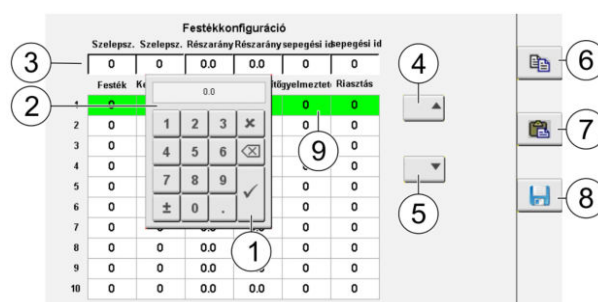 Festékkonfiguráció
Szelepsz. Szelepsz. Részarány Részarány sepegési id sepegési id
3 0 0 0.0 0.0 0 0
Festék tőgyelmeztet Riasztás
2 0.0
1 0 0 0
2 0 0 0
3 0 0 0
4 0 0 0
5 0 0 0
6 0 0 0
7 0 0 0.0 0 0
8 0 0 0.0 0.0 0 0
9 0 0 0.0 0.0 0 0
10 0 0 0.0 0.0 0 0
1 2 3 ×
4 5 6
7 8 9 ✓
± 0 .
1
9
4
5
6
7
8